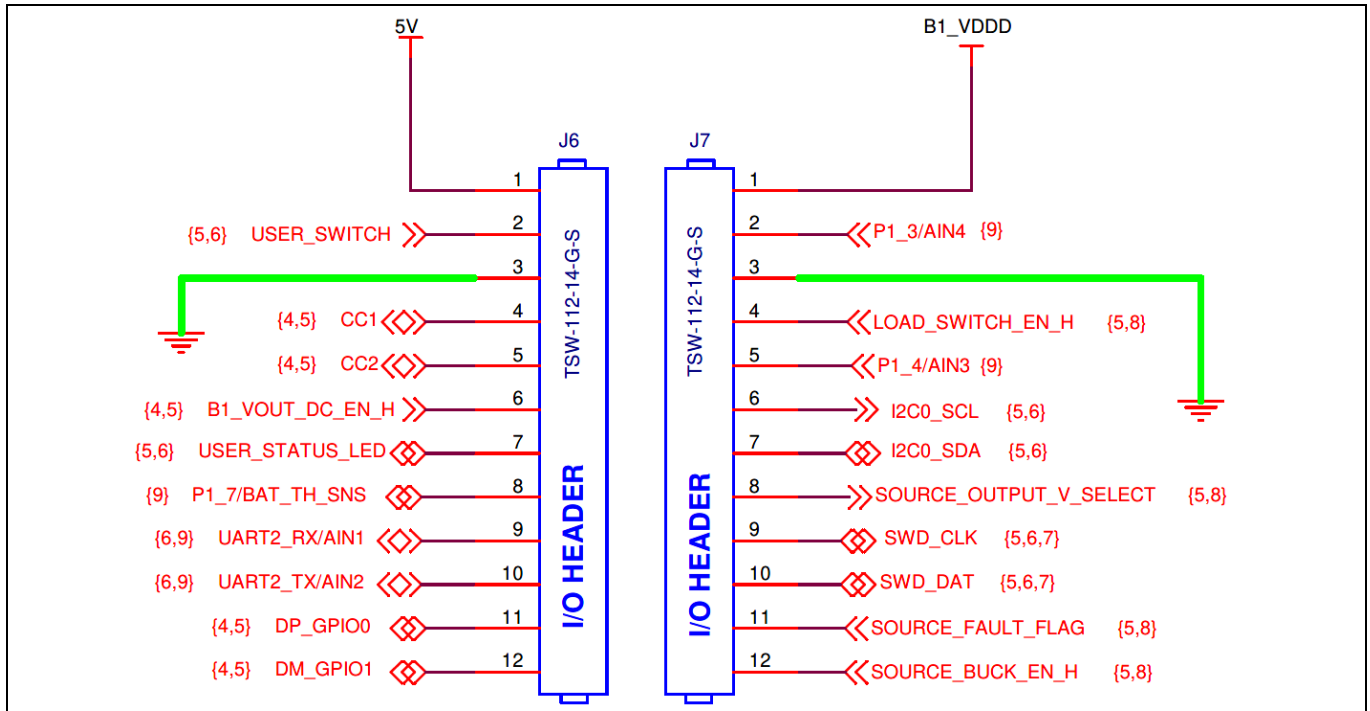 5V
B1_VDDD
J6
J7
1
1
{5,6} USER_SWITCH 2
2 P1_3/AIN4 {9}
3
3
{4,5} CC1 4
4 LOAD_SWITCH_EN_H {5,8}
{4,5} CC2 5
5 P1_4/AIN3 {9}
{4,5} B1_VOUT_DC_EN_H 6
6 I2C0_SCL {5,6}
{5,6} USER_STATUS_LED 7
7 I2C0_SDA {5,6}
{9} P1_7/BAT_TH_SNS 8
8 SOURCE_OUTPUT_V_SELECT {5,8}
{6,9} UART2_RX/AIN1 9
9 SWD_CLK {5,6,7}
{6,9} UART2_TX/AIN2 10
10 SWD_DAT {5,6,7}
{4,5} DP_GPIO0 11
11 SOURCE_FAULT_FLAG {5,8}
{4,5} DM_GPIO1 12
12 SOURCE_BUCK_EN_H {5,8}
TSW-112-14-G-S
I/O HEADER
TSW-112-14-G-S
I/O HEADER